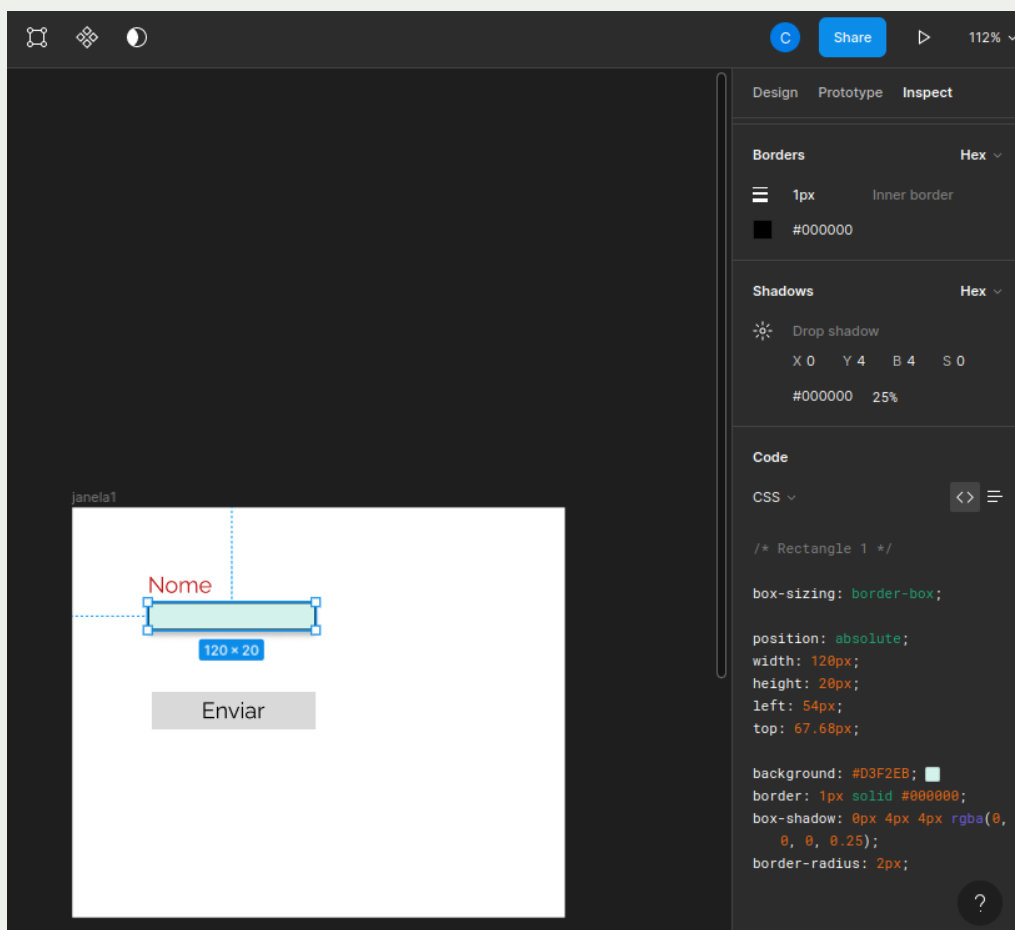 C Share 112%
Design Prototype Inspect
Borders Hex
1px Inner border
#000000
Shadows Hex
Drop shadow
X 0 Y 4 B 4 S 0
#000000 25%
Code
CSS
/* Rectangle 1 */
box-sizing: border-box;
position: absolute;
width: 120px;
height: 20px;
left: 54px;
top: 67.68px;
background: #D3F2EB;
border: 1px solid #000000;
box-shadow: 0px 4px 4px rgba(0,
0, 0, 0.25);
border-radius: 2px;
?
janela1
Nome
120 × 20
Enviar